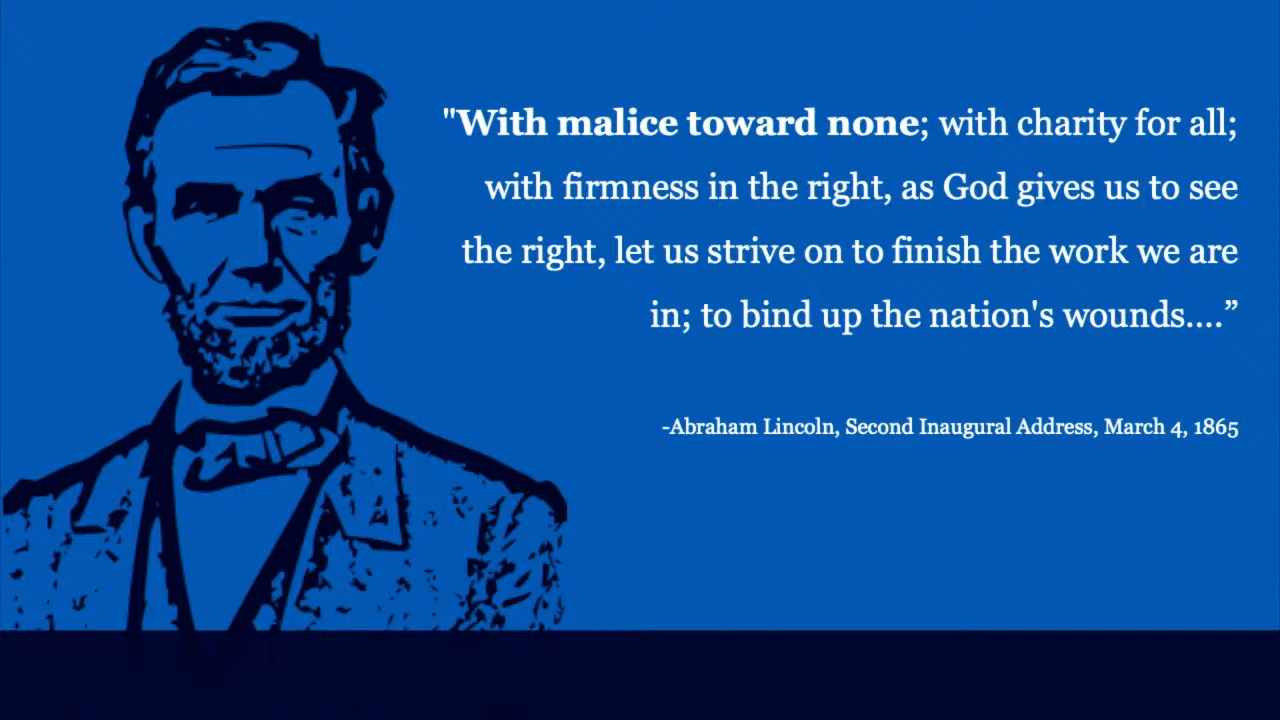 "With malice toward none; with charity for all;
with firmness in the right, as God gives us to see
the right, let us strive on to finish the work we are
in; to bind up the nation's wounds....”
-Abraham Lincoln, Second Inaugural Address, March 4, 1865